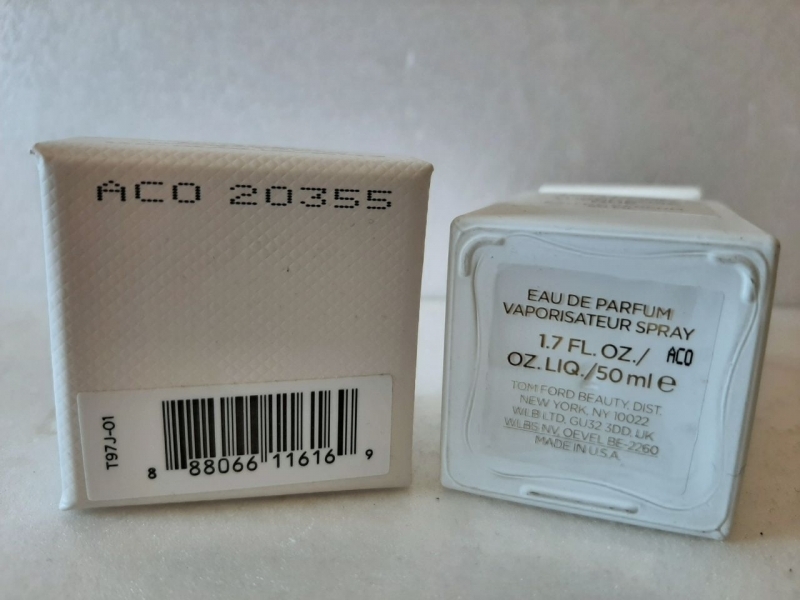 ACO 20355
T97J-01
8 88066 11616 9
EAU DE PARFUM
VAPORISATEUR SPRAY
1.7 FL. OZ./ ACO
OZ. LIQ./50 ml ℮
TOM FORD BEAUTY, DIST.
NEW YORK, NY 10022
WLB LTD, GU32 3DD, UK
WLBS NV, OEVEL BE-2260
MADE IN U.S.A.